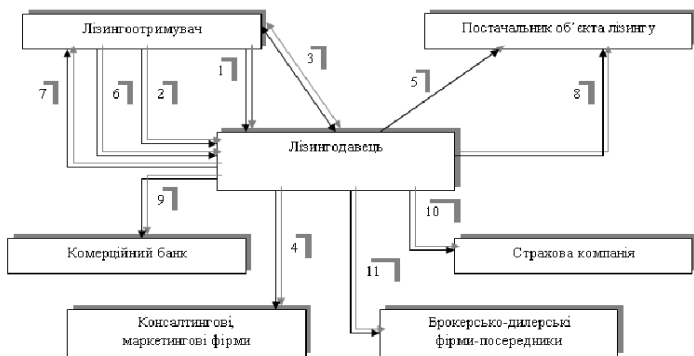 Лізингоотримувач
Постачальник об’єкта лізингу
1
3
7
6
2
5
8
Лізингодавець
9
10
4
11
Комерційний банк
Страхова компанія
Консалтингові,
маркетингові фірми
Брокерсько-дилерські
фірми-посередники